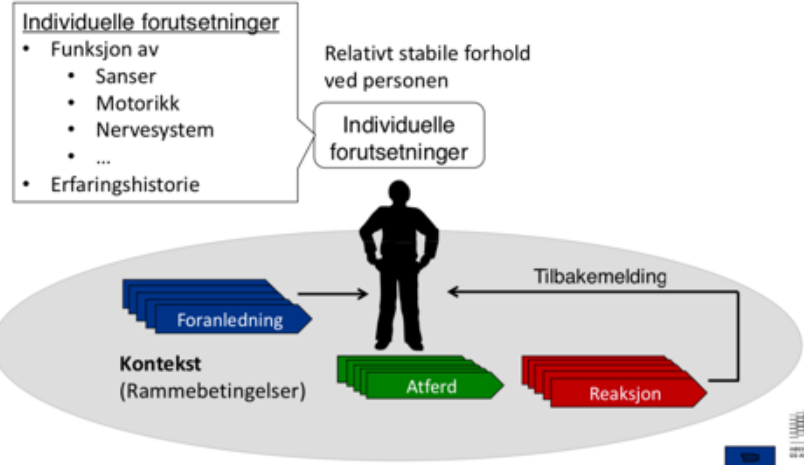 Individuelle forutsetninger
• Funksjon av
• Sanser
• Motorikk
• Nervesystem
• ...
• Erfaringshistorie
Relativt stabile forhold
ved personen
Individuelle
forutsetninger
Tilbakemelding
Foranledning
Kontekst
(Rammebetingelser)
Atferd
Reaksjon